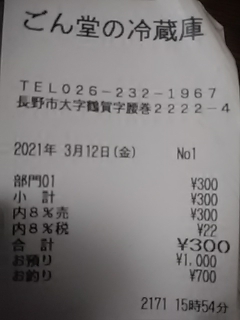 ごん堂の冷蔵庫
TEL026-232-1967
長野市大字鶴賀字腰巻2222-4
2021年 3月12日(金) No1
部門01 ¥300
小 計 ¥300
内8%売 ¥300
内8%税 ¥22
合 計 ¥300
お預り ¥1,000
お釣り ¥700
2171 15時54分